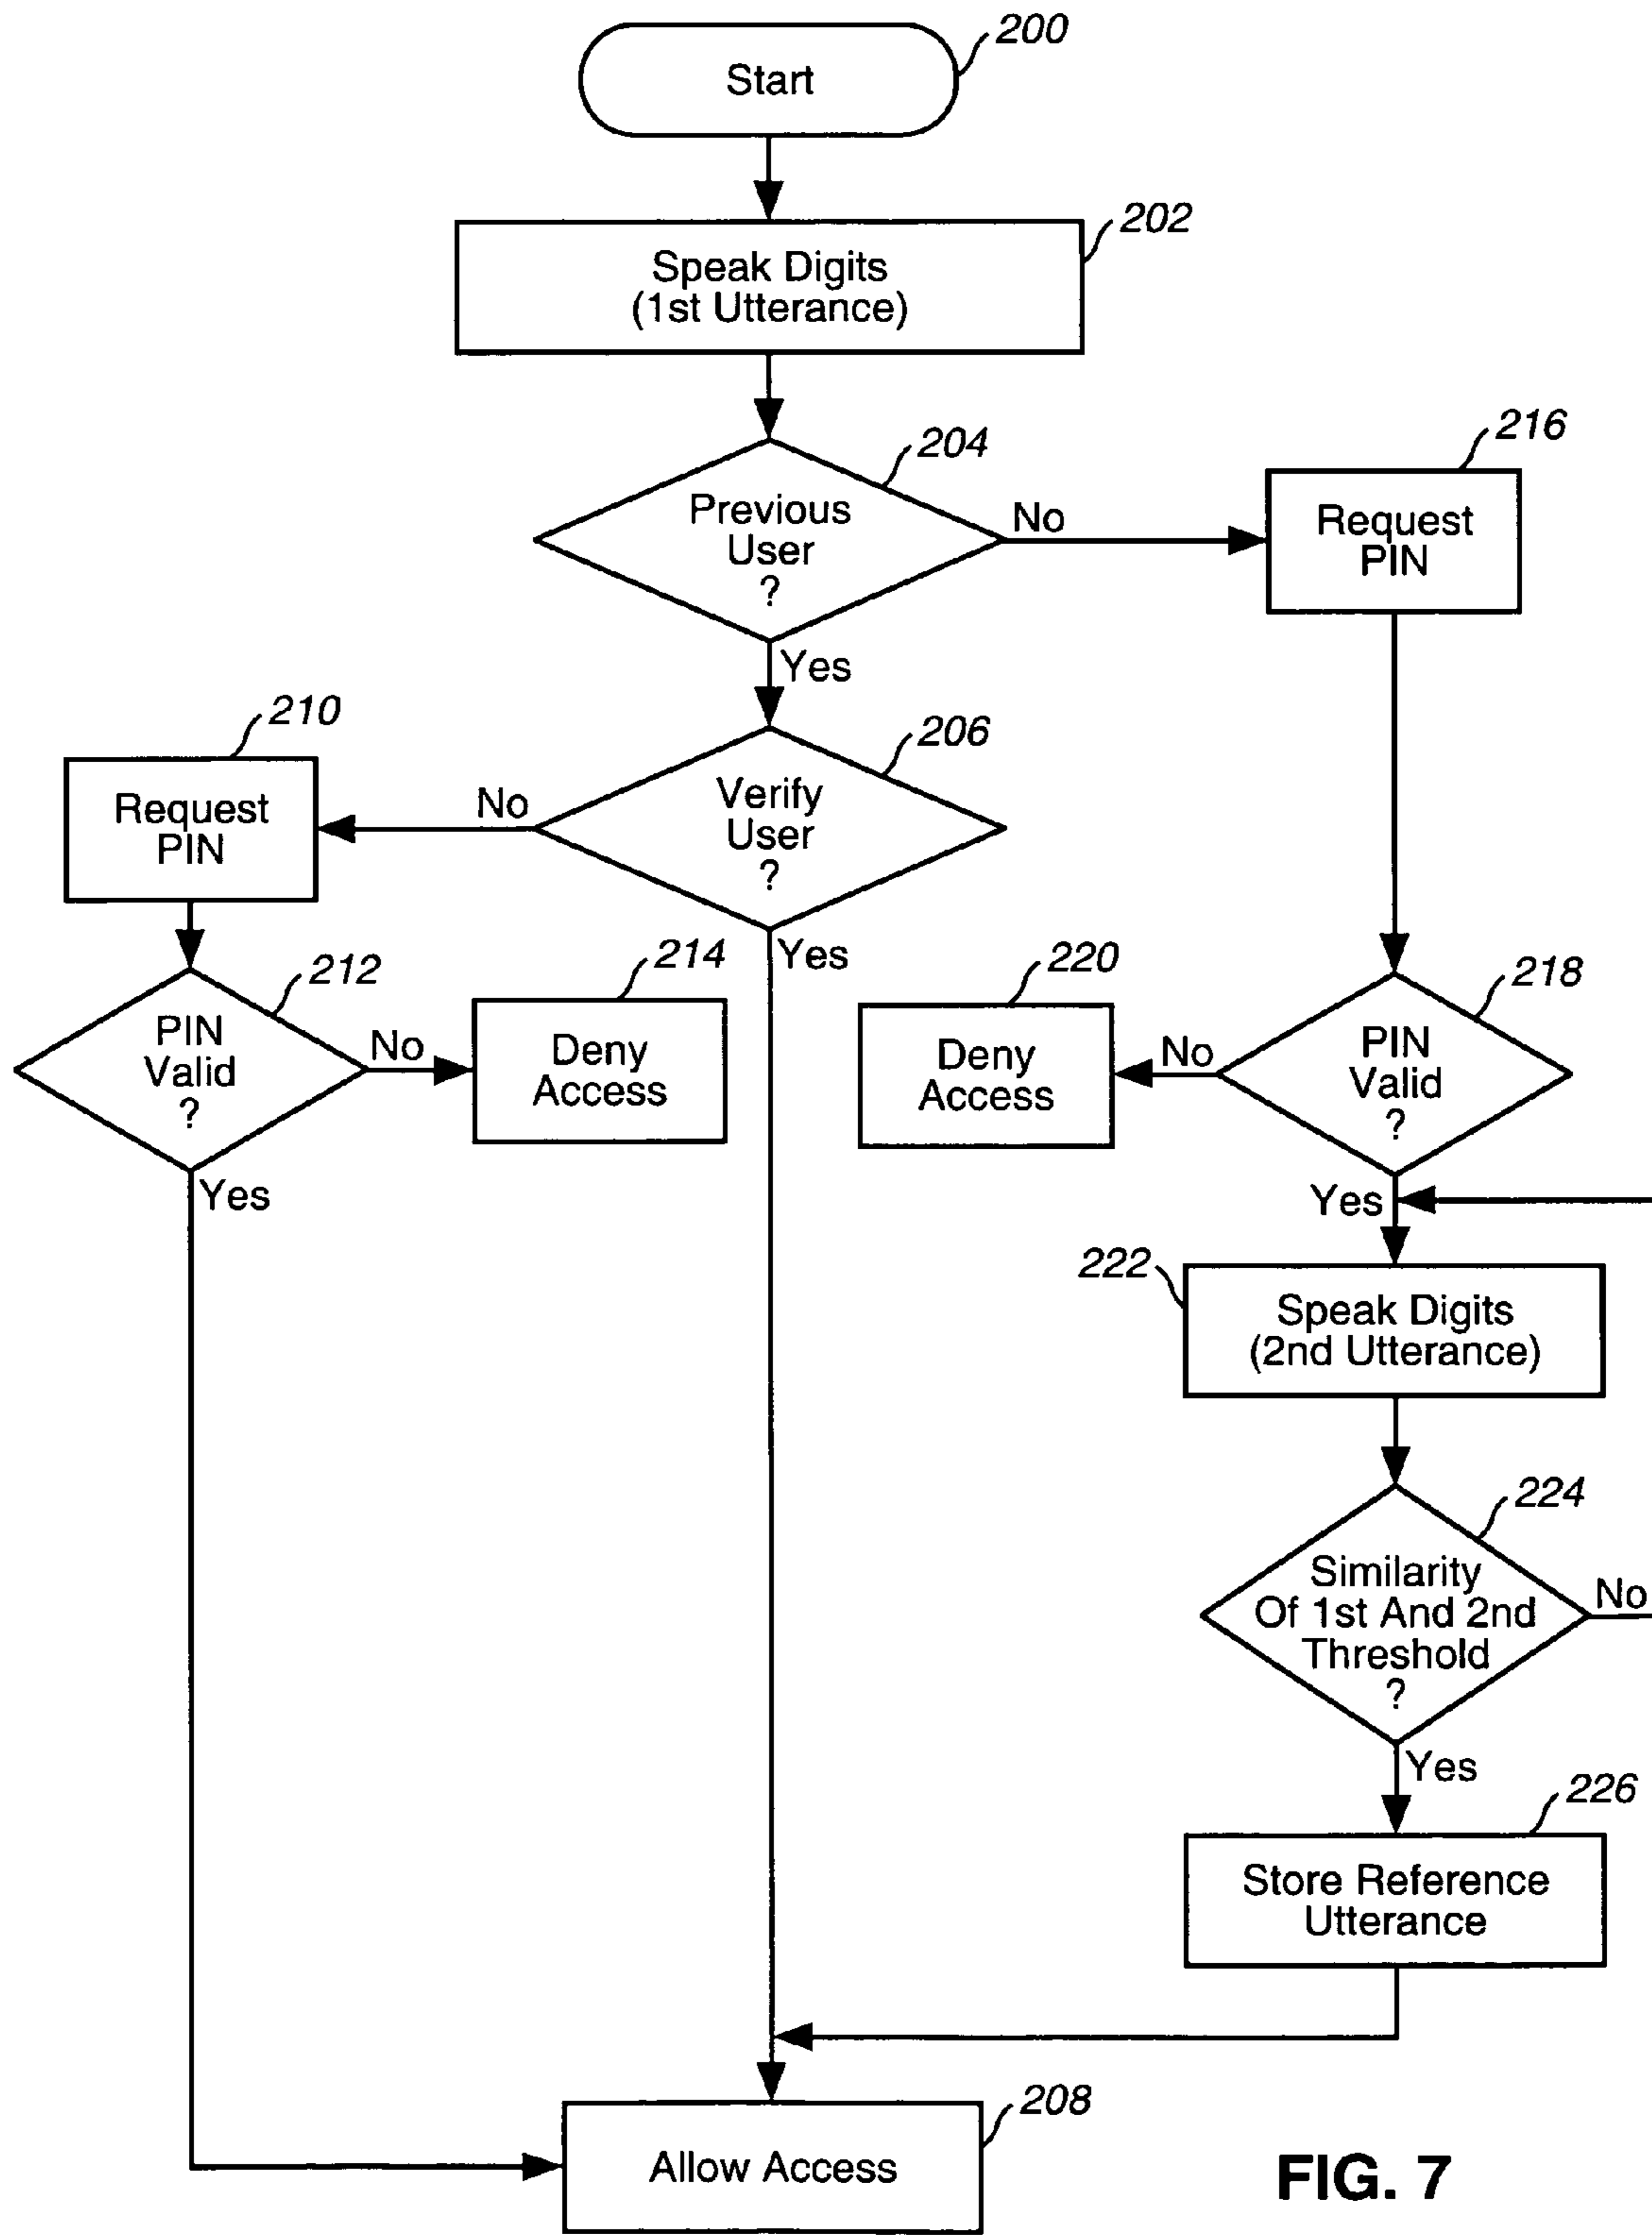 200
Start
202
Speak Digits
(1st Utterance)
204
Previous
User
?
No
216
Request
PIN
Yes
206
Verify
User
?
No
210
Request
PIN
Yes
212
PIN
Valid
?
No
214
Deny
Access
Yes
220
Deny
Access
No
218
PIN
Valid
?
Yes
222
Speak Digits
(2nd Utterance)
224
Similarity
Of 1st And 2nd
Threshold
?
No
Yes
226
Store Reference
Utterance
208
Allow Access
FIG. 7